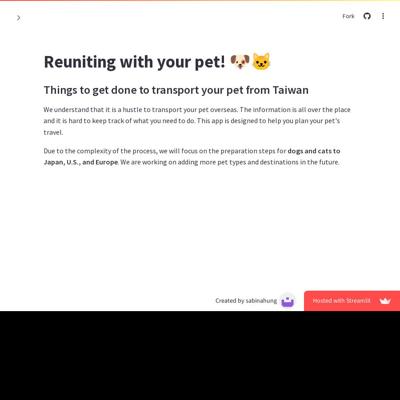 Fork
Reuniting with your pet! 🐶🐱
Things to get done to transport your pet from Taiwan
We understand that it is a hustle to transport your pet overseas. The information is all over the place
and it is hard to keep track of what you need to do. This app is designed to help you plan your pet's
travel.
Due to the complexity of the process, we will focus on the preparation steps for dogs and cats to
Japan, U.S., and Europe. We are working on adding more pet types and destinations in the future.
Created by sabinahung
Hosted with Streamlit